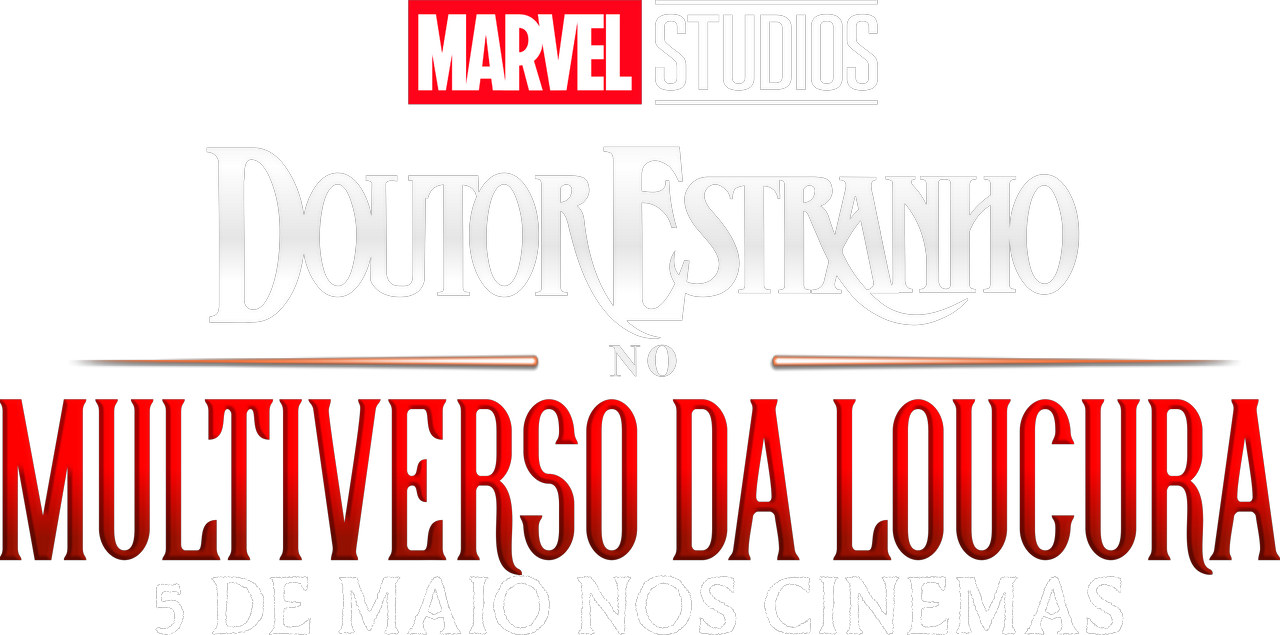 MARVEL STUDIOS
DOUTOR ESTRANHO
NO
MULTIVERSO DA LOUCURA
5 DE MAIO NOS CINEMAS